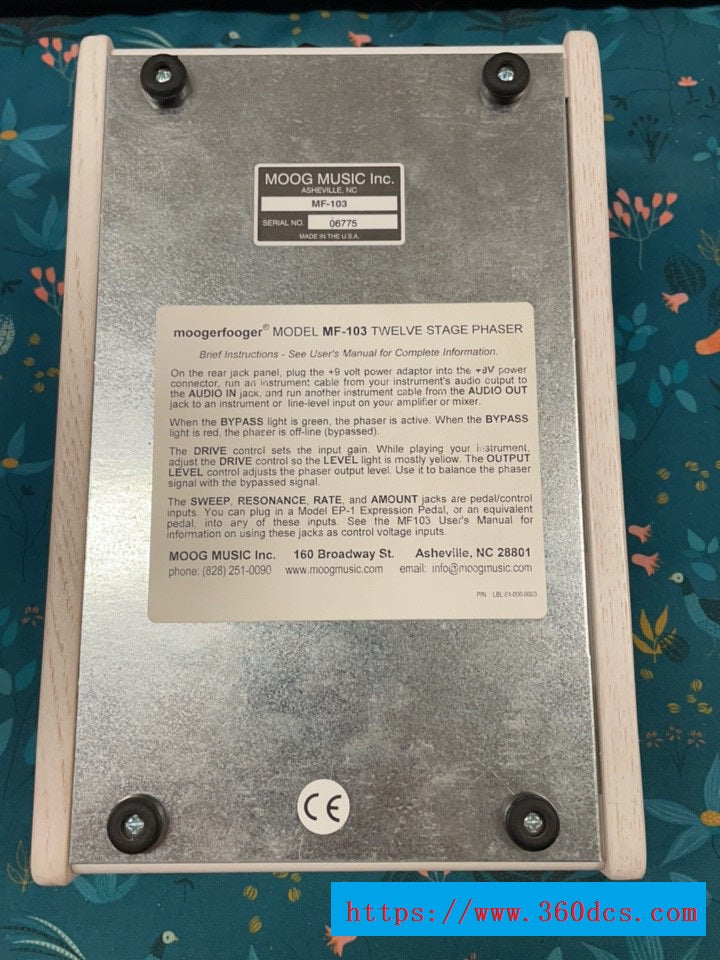 MOOG MUSIC Inc.
ASHEVILLE, NC
MF-103
SERIAL NO. 06775
MADE IN THE U.S.A.
moogerfooger® MODEL MF-103 TWELVE STAGE PHASER
Brief Instructions - See User's Manual for Complete Information.
On the rear jack panel, plug the +9 volt power adaptor into the +9V power
connector, run an instrument cable from your instrument's audio output to
the AUDIO IN jack, and run another instrument cable from the AUDIO OUT
jack to an instrument or line-level input on your amplifier or mixer.
When the BYPASS light is green, the phaser is active. When the BYPASS
light is red, the phaser is off-line (bypassed).
The DRIVE control sets the input gain. While playing your instrument,
adjust the DRIVE control so the LEVEL light is mostly yellow. The OUTPUT
LEVEL control adjusts the phaser output level. Use it to balance the phaser
signal with the bypassed signal.
The SWEEP, RESONANCE, RATE, and AMOUNT jacks are pedal/control
inputs. You can plug in a Model EP-1 Expression Pedal, or an equivalent
pedal, into any of these inputs. See the MF103 User's Manual for
information on using these jacks as control voltage inputs.
MOOG MUSIC Inc. 160 Broadway St. Asheville, NC 28801
phone: (828) 251-0090 www.moogmusic.com email: info@moogmusic.com
P/N LBL-01-000-0003
CE
https://www.360dcs.com